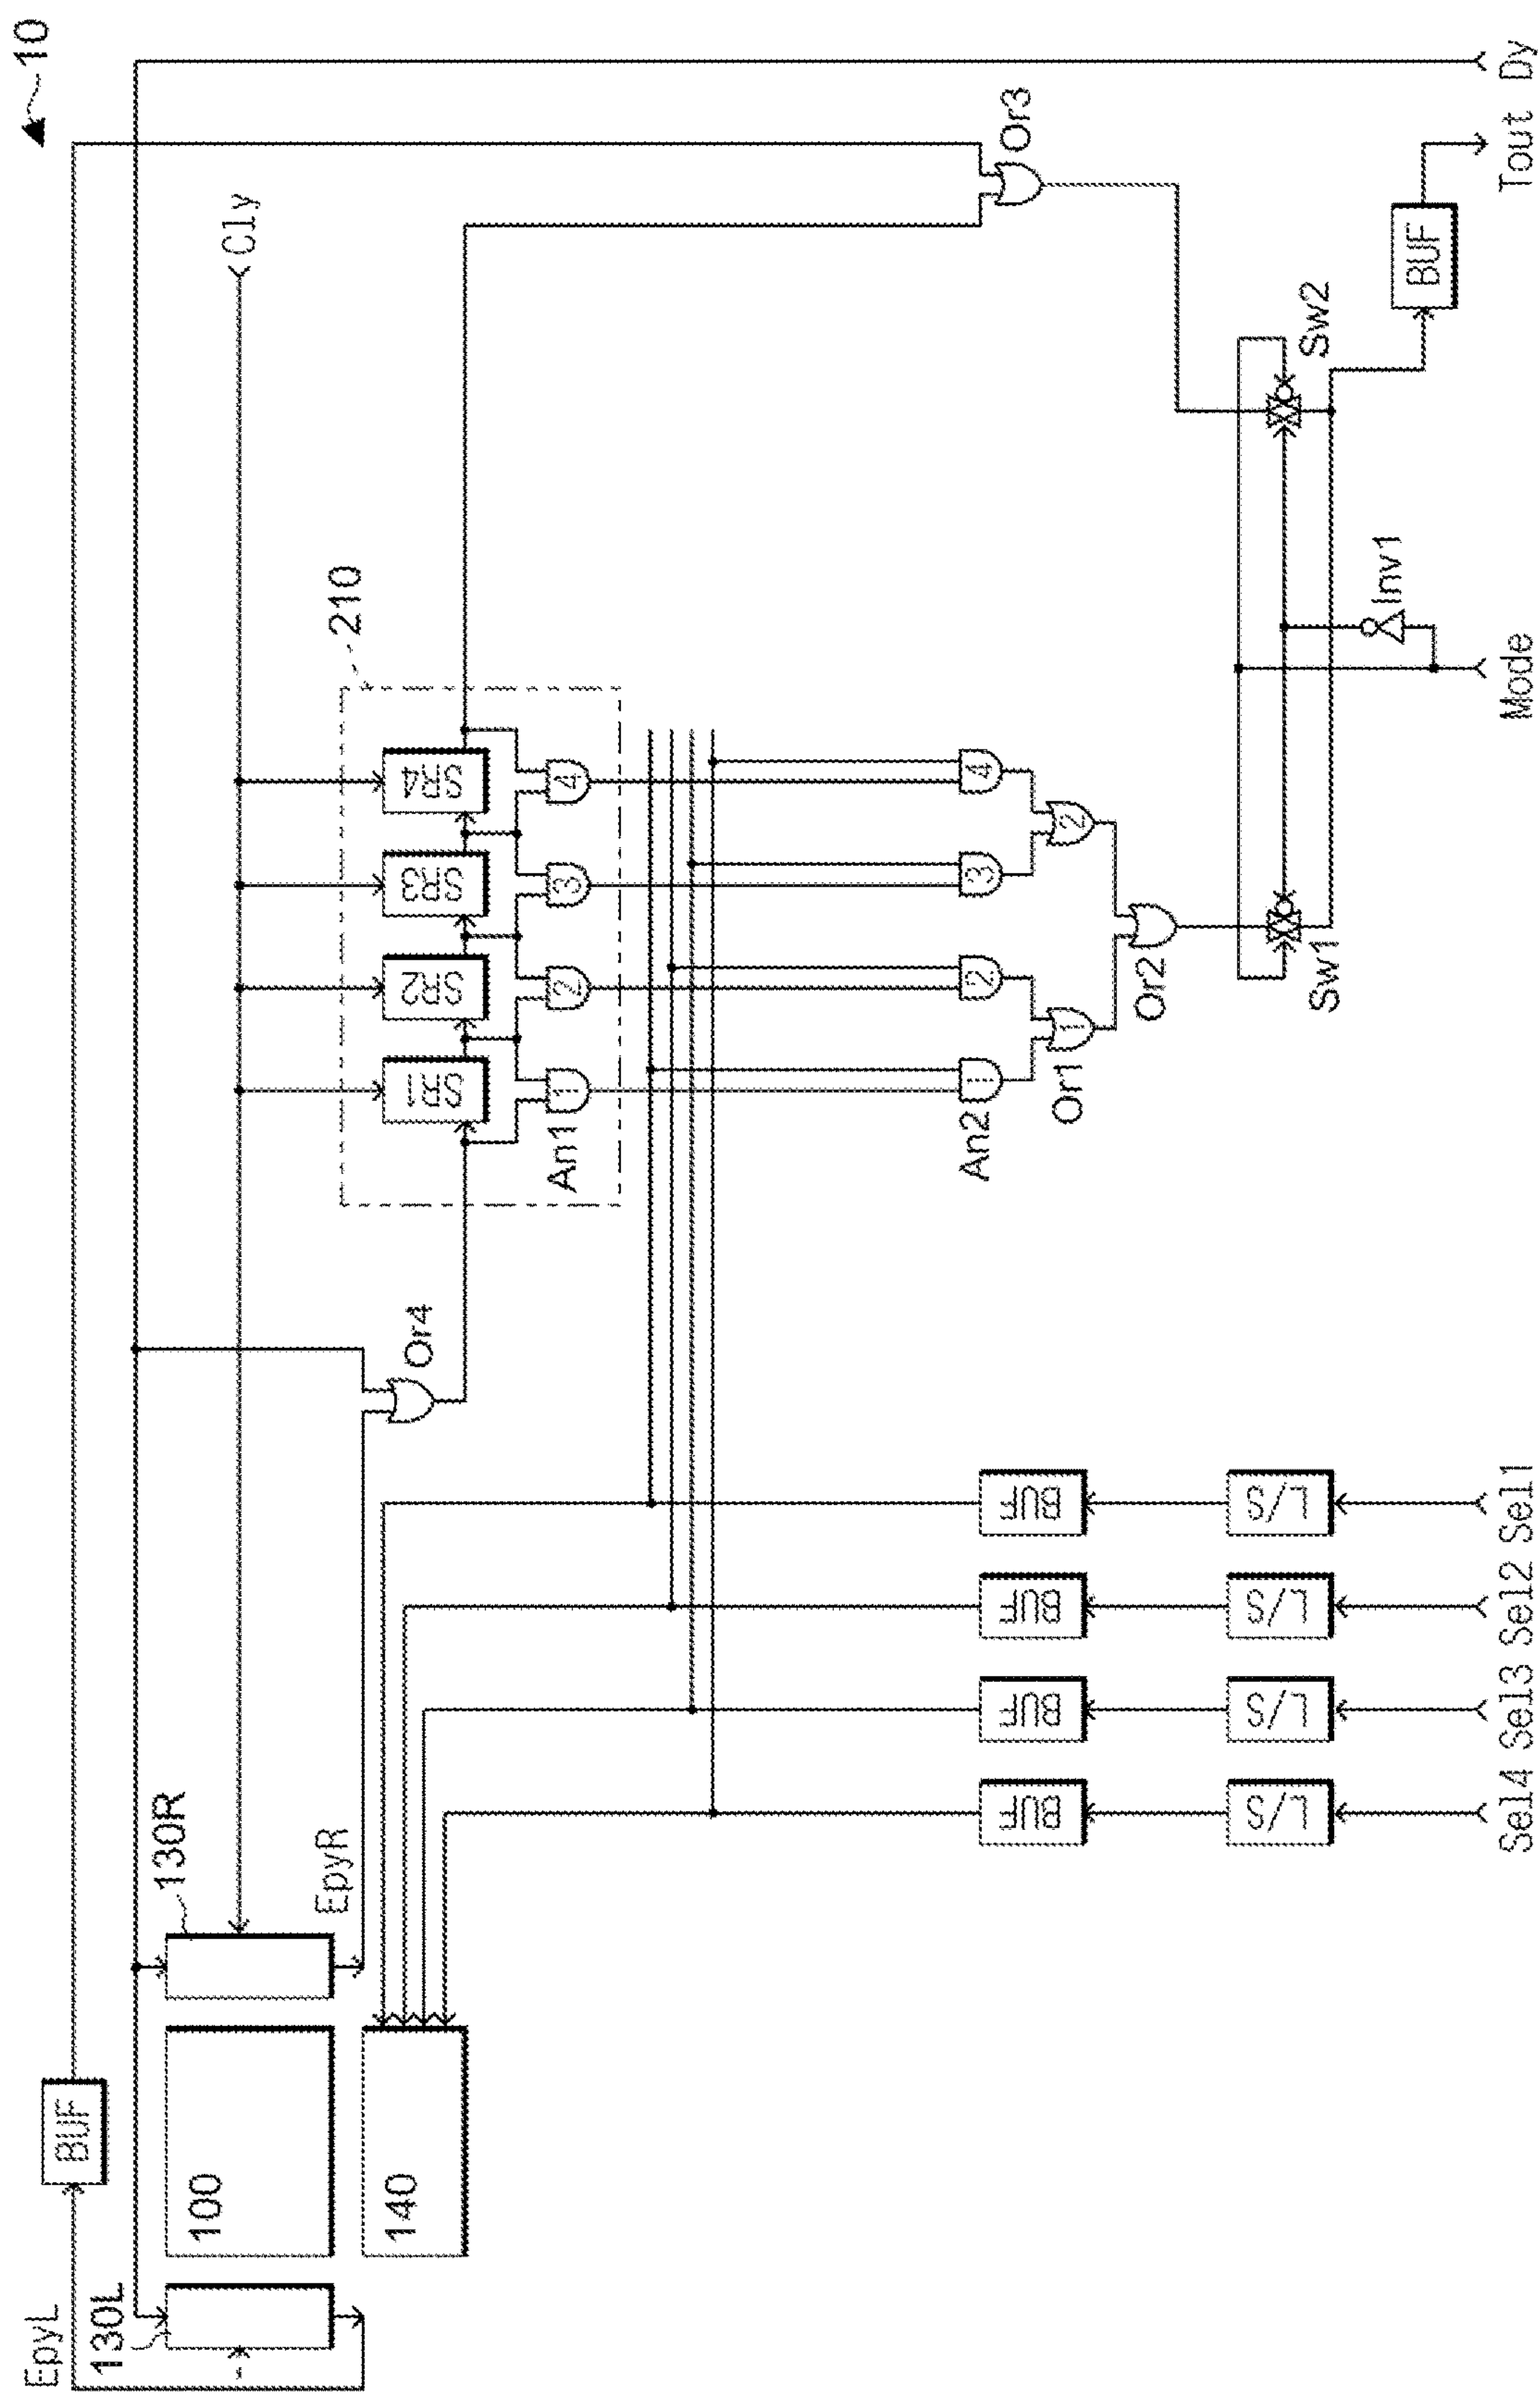 10
EpyL
BUF
130L
100
130R
Cly
EpyR
140
Or4
210
SR1
SR2
SR3
SR4
An1
1
2
3
4
Or3
An2
1
2
3
4
Or1
1
2
Or2
BUF
BUF
BUF
BUF
L/S
L/S
L/S
L/S
Sw1
Sw2
Inv1
BUF
Sel4
Sel3
Sel2
Sel1
Mode
Tout
Dy